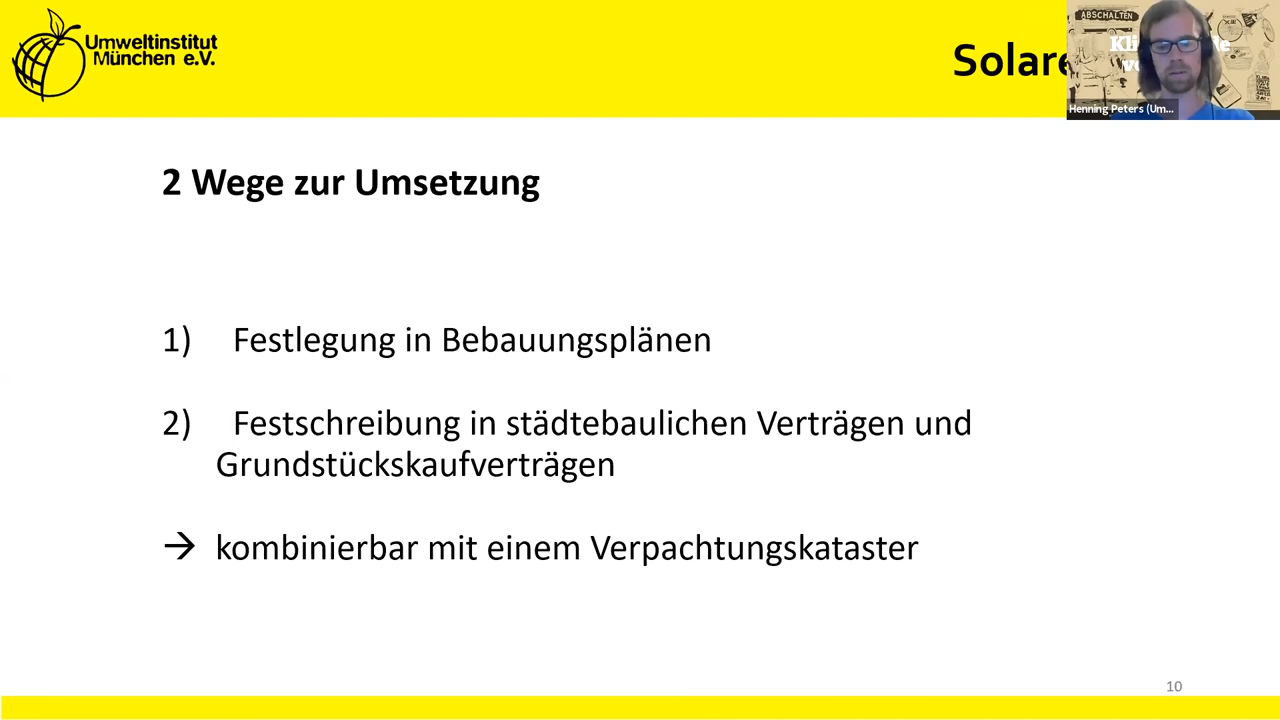 Umweltinstitut
München e.V.
Solare
ABSCHALTEN
Henning Peters (Um...
2 Wege zur Umsetzung
1) Festlegung in Bebauungsplänen
2) Festschreibung in städtebaulichen Verträgen und
Grundstückskaufverträgen
→ kombinierbar mit einem Verpachtungskataster
10